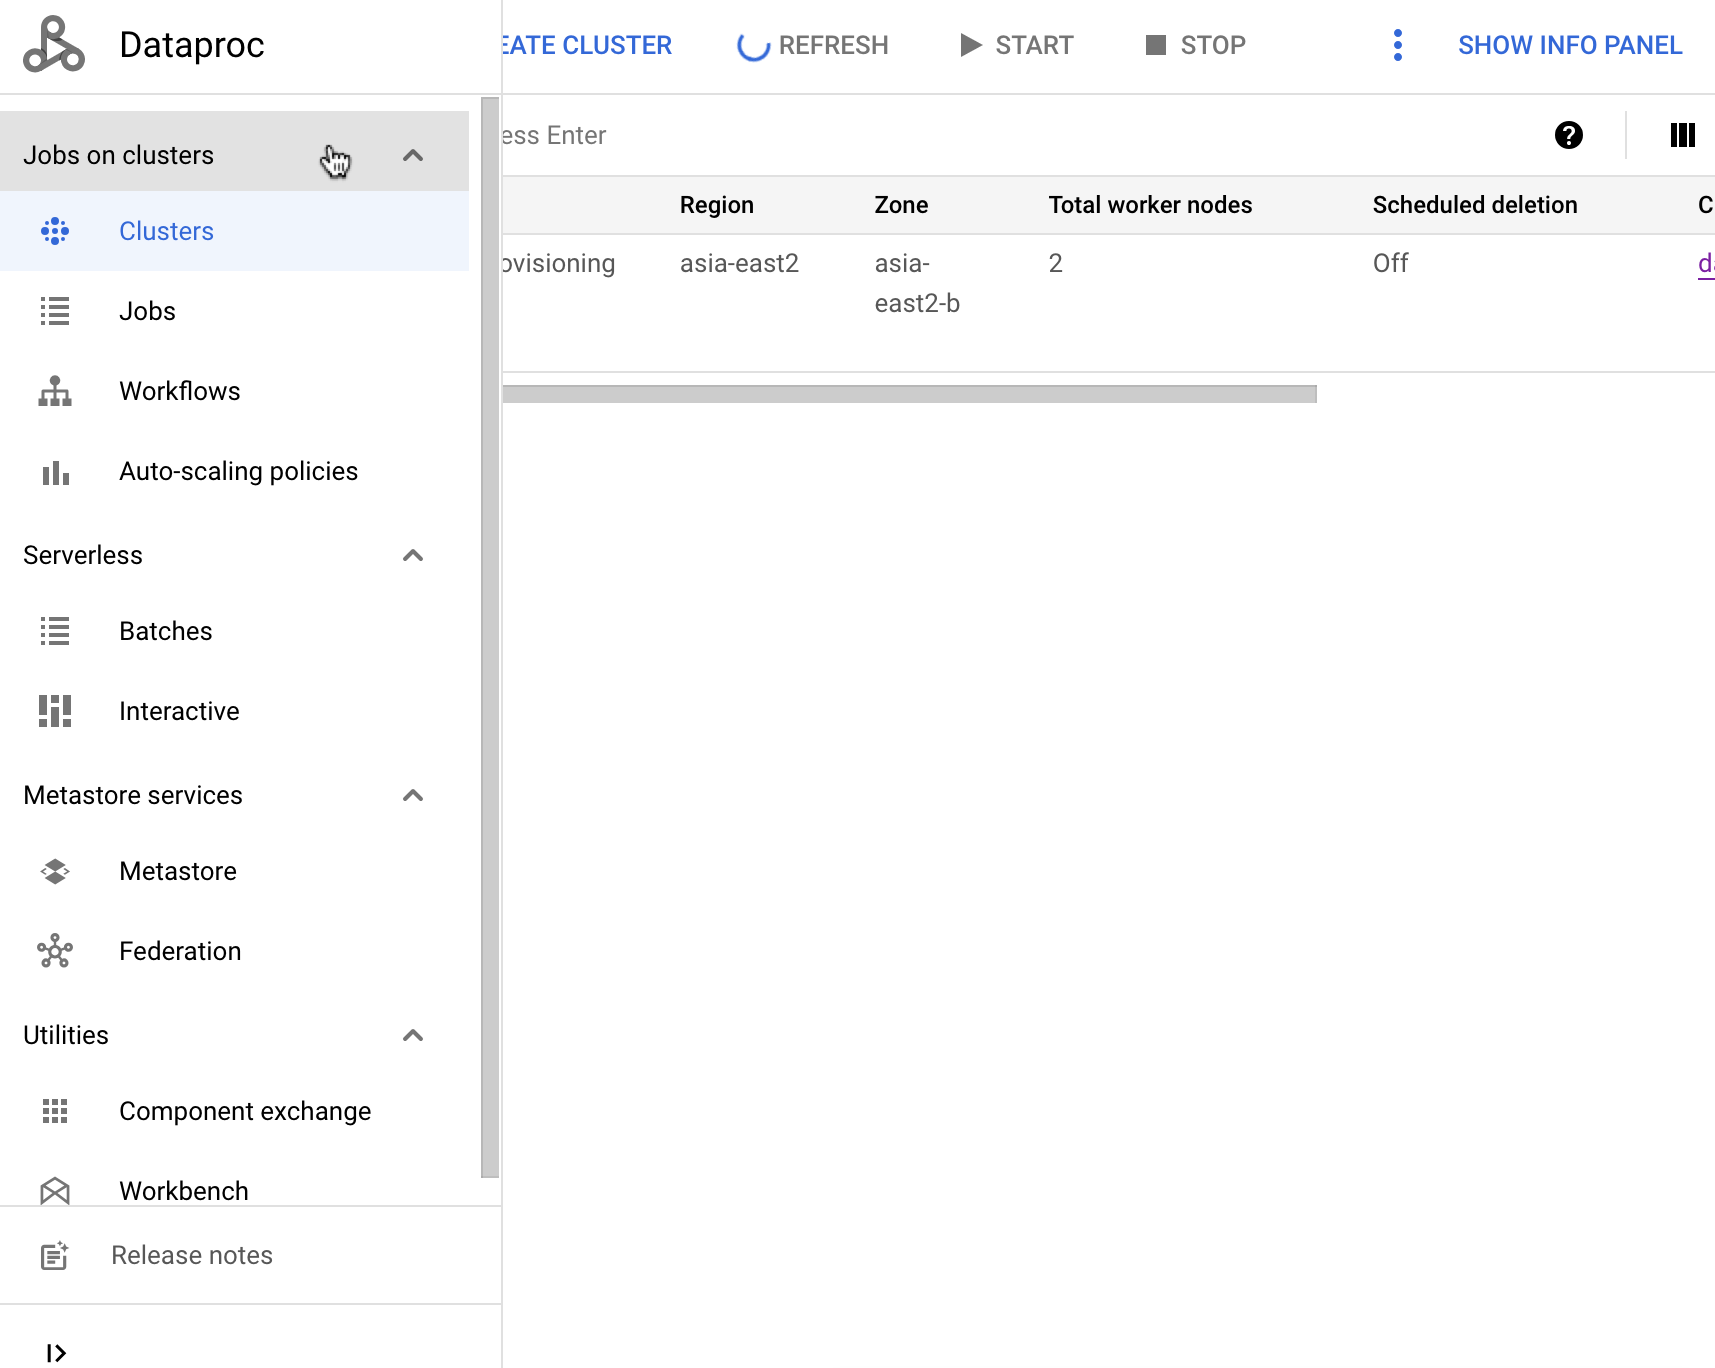 Dataproc
EATE CLUSTER REFRESH START STOP SHOW INFO PANEL
ess Enter
Region Zone Total worker nodes Scheduled deletion C
ovisioning asia-east2 asia-east2-b 2 Off da
Jobs on clusters
Clusters
Jobs
Workflows
Auto-scaling policies
Serverless
Batches
Interactive
Metastore services
Metastore
Federation
Utilities
Component exchange
Workbench
Release notes